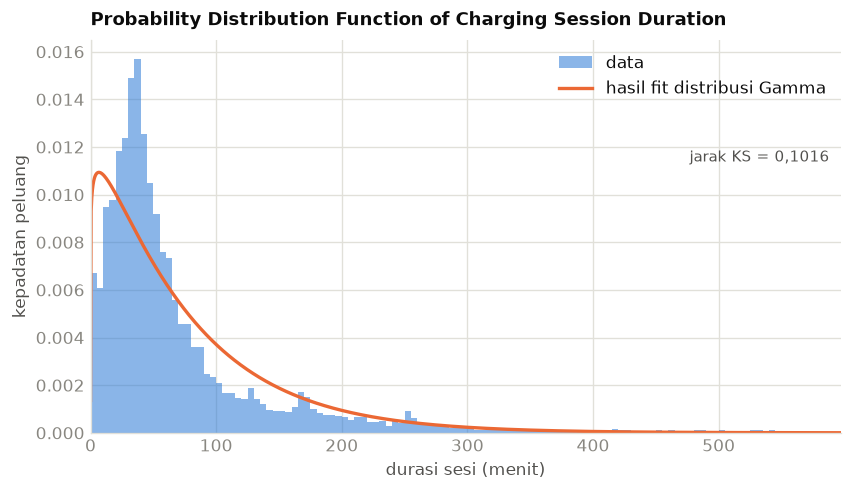 Probability Distribution Function of Charging Session Duration
data
hasil fit distribusi Gamma
jarak KS = 0,1016
kepadatan peluang
0.016
0.014
0.012
0.010
0.008
0.006
0.004
0.002
0.000
0 100 200 300 400 500
durasi sesi (menit)